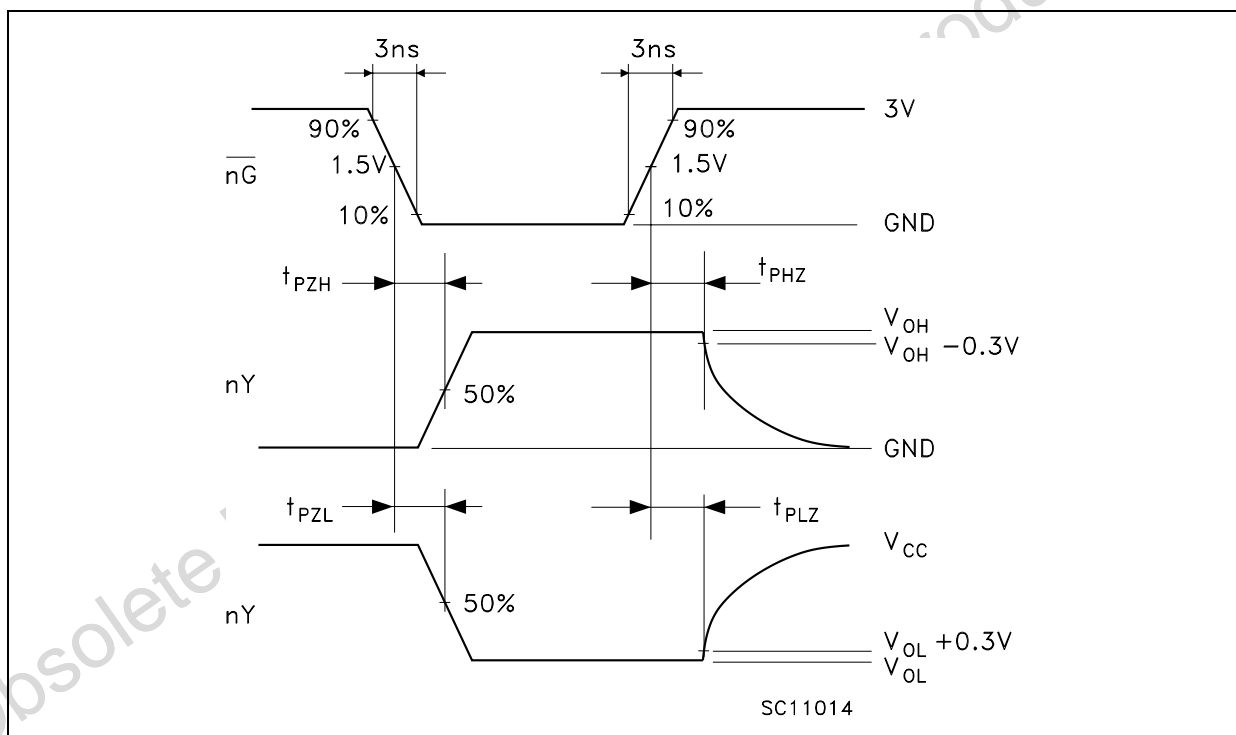 3ns 3ns
3V
90% 90%
1.5V 1.5V
nG
10% 10%
GND
tPZH tPHZ
VOH
VOH −0.3V
nY
50%
GND
tPZL tPLZ
VCC
50%
nY
VOL +0.3V
VOL
SC11014
obsolete